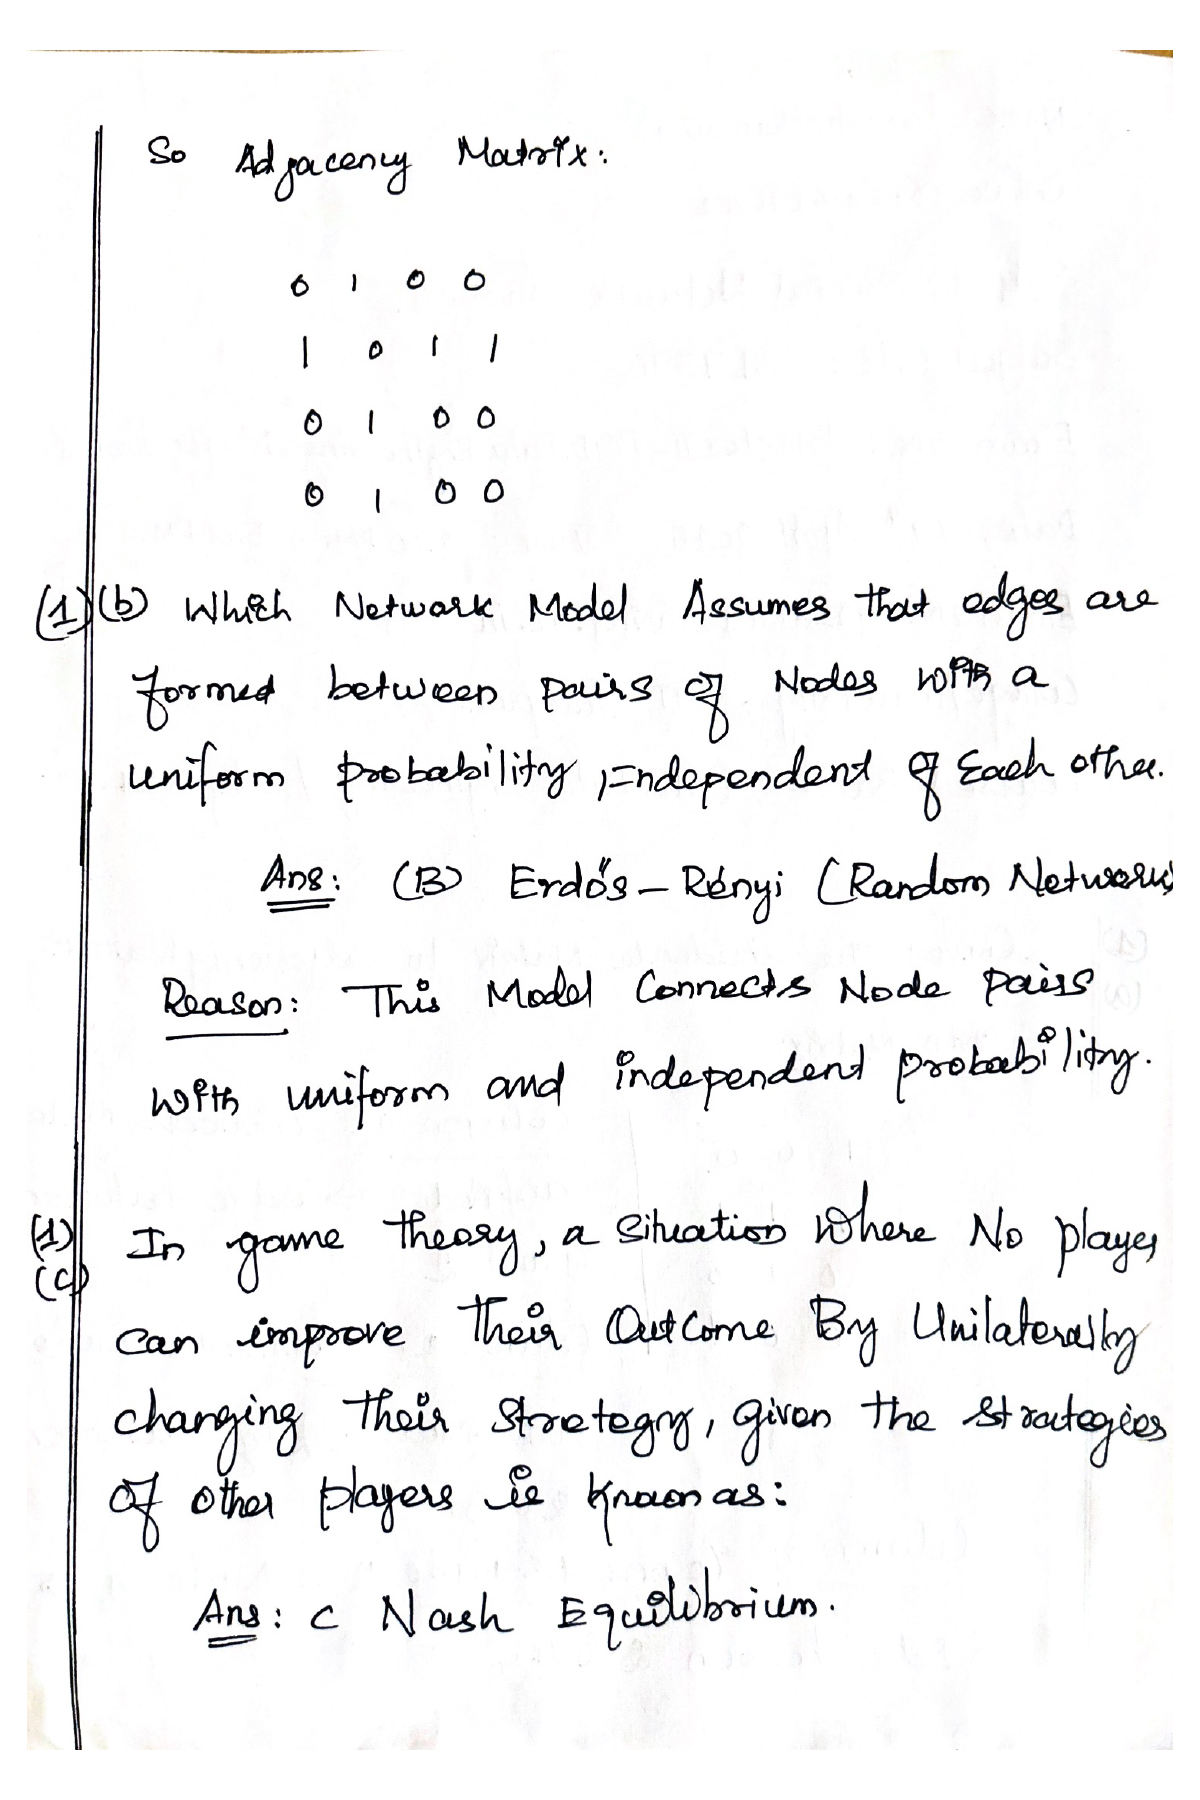 So Adjacency Matrix:
0 1 0 0
1 0 1 1
0 1 0 0
0 1 0 0
(1) (b) Which Network Model Assumes that edges are
formed between pairs of Nodes with a
uniform probability, independent of Each other.
Ans: (B) Erdős - Rényi (Random Network)
Reason: This Model Connects Node pairs
with uniform and independent probability.
(1) (c) In game theory, a Situation Where No player
can improve their OutCome By Unilaterally
changing their Strategy, given the strategies
of other players is known as:
Ans: C Nash Equilibrium.